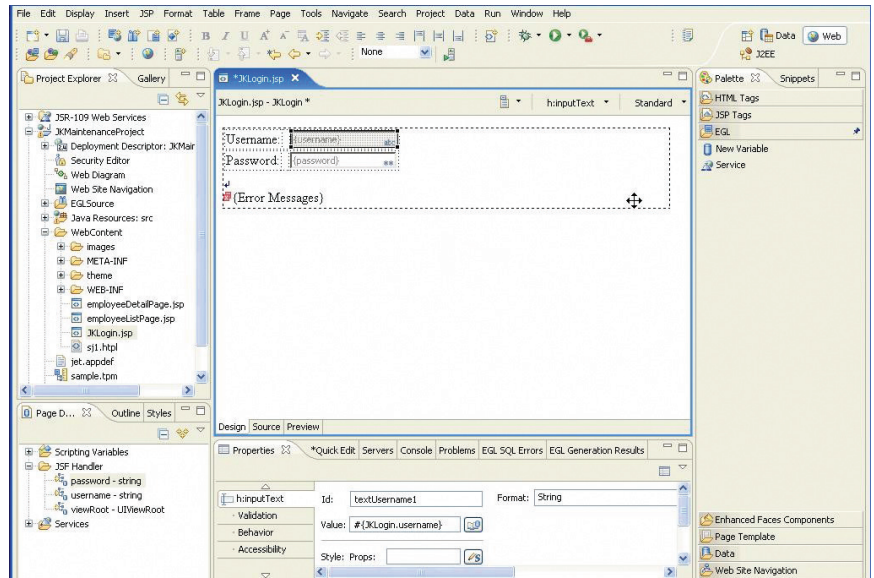 File Edit Display Insert JSP Format Table Frame Page Tools Navigate Search Project Data Run Window Help
B I U A A
None
Data Web
J2EE
Project Explorer Gallery
JSR-109 Web Services
JKMaintenanceProject
Deployment Descriptor: JKMair
Security Editor
Web Diagram
Web Site Navigation
EGLSource
Java Resources: src
WebContent
images
META-INF
theme
WEB-INF
employeeDetailPage.jsp
employeeListPage.jsp
JKLogin.jsp
sj1.htpl
jet.appdef
sample.tpm
Page D... Outline Styles
Scripting Variables
JSF Handler
password - string
username - string
viewRoot - UIViewRoot
Services
*JKLogin.jsp
JKLogin.jsp - JKLogin * h:inputText Standard
Username: {username} abc
Password: {password} **
{Error Messages}
Design Source Preview
Properties *Quick Edit Servers Console Problems EGL SQL Errors EGL Generation Results
h:inputText
Validation
Behavior
Accessibility
Id: textUsername1 Format: String
Value: #{JKLogin.username}
Style: Props:
Palette Snippets
HTML Tags
JSP Tags
EGL
New Variable
Service
Enhanced Faces Components
Page Template
Data
Web Site Navigation